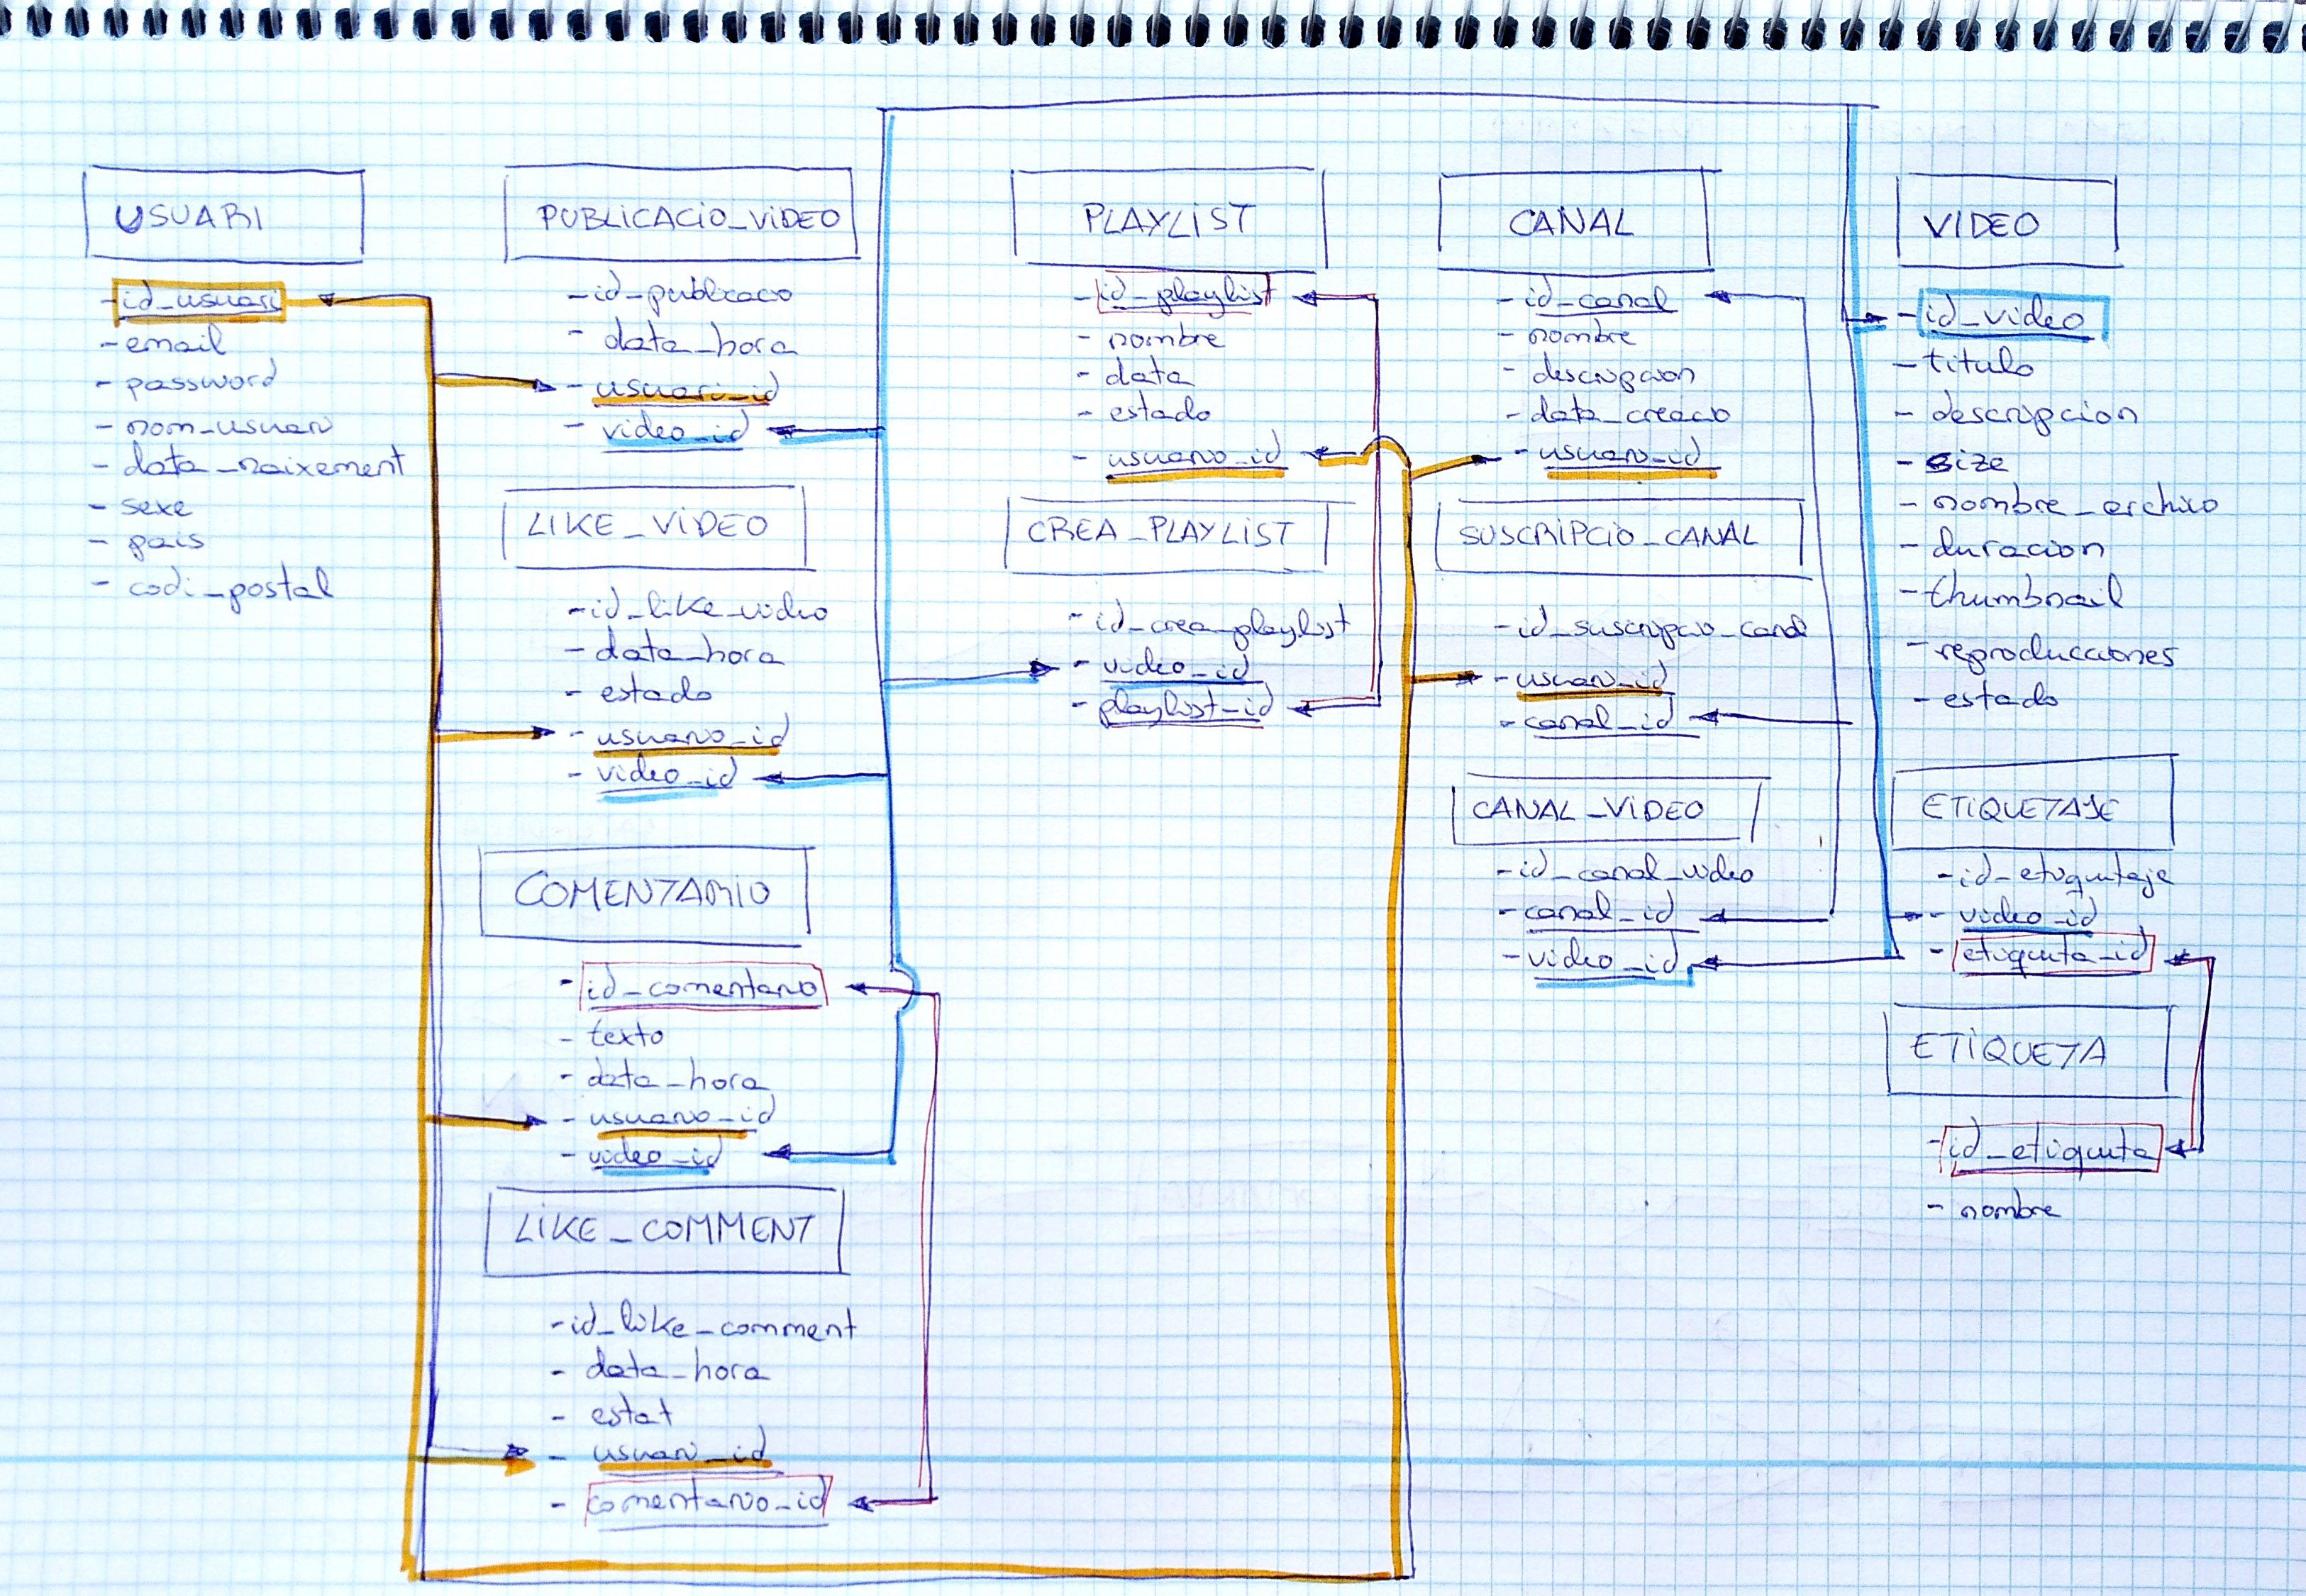 USUARI
- id_usuari
- email
- password
- nom_usuari
- data_naixement
- sexe
- pais
- codi_postal
PUBLICACIO_VIDEO
- id_publicacio
- data_hora
- usuari_id
- video_id
LIKE_VIDEO
- id_like_video
- data_hora
- estado
- usuario_id
- video_id
COMENTARIO
- id_comentario
- texto
- data_hora
- usuario_id
- video_id
LIKE_COMMENT
- id_like_comment
- data_hora
- estat
- usuari_id
- comentario_id
PLAYLIST
- id_playlist
- nombre
- data
- estado
- usuario_id
CREA_PLAYLIST
- id_crea_playlist
- video_id
- playlist_id
CANAL
- id_canal
- nombre
- descripcion
- data_creacio
- usuario_id
SUSCRIPCIO_CANAL
- id_suscripcio_canal
- usuario_id
- canal_id
CANAL_VIDEO
- id_canal_video
- canal_id
- video_id
VIDEO
- id_video
- titulo
- descripcion
- size
- nombre_archivo
- duracion
- thumbnail
- reproducciones
- estado
ETIQUETAJE
- id_etiquetaje
- video_id
- etiqueta_id
ETIQUETA
- id_etiqueta
- nombre